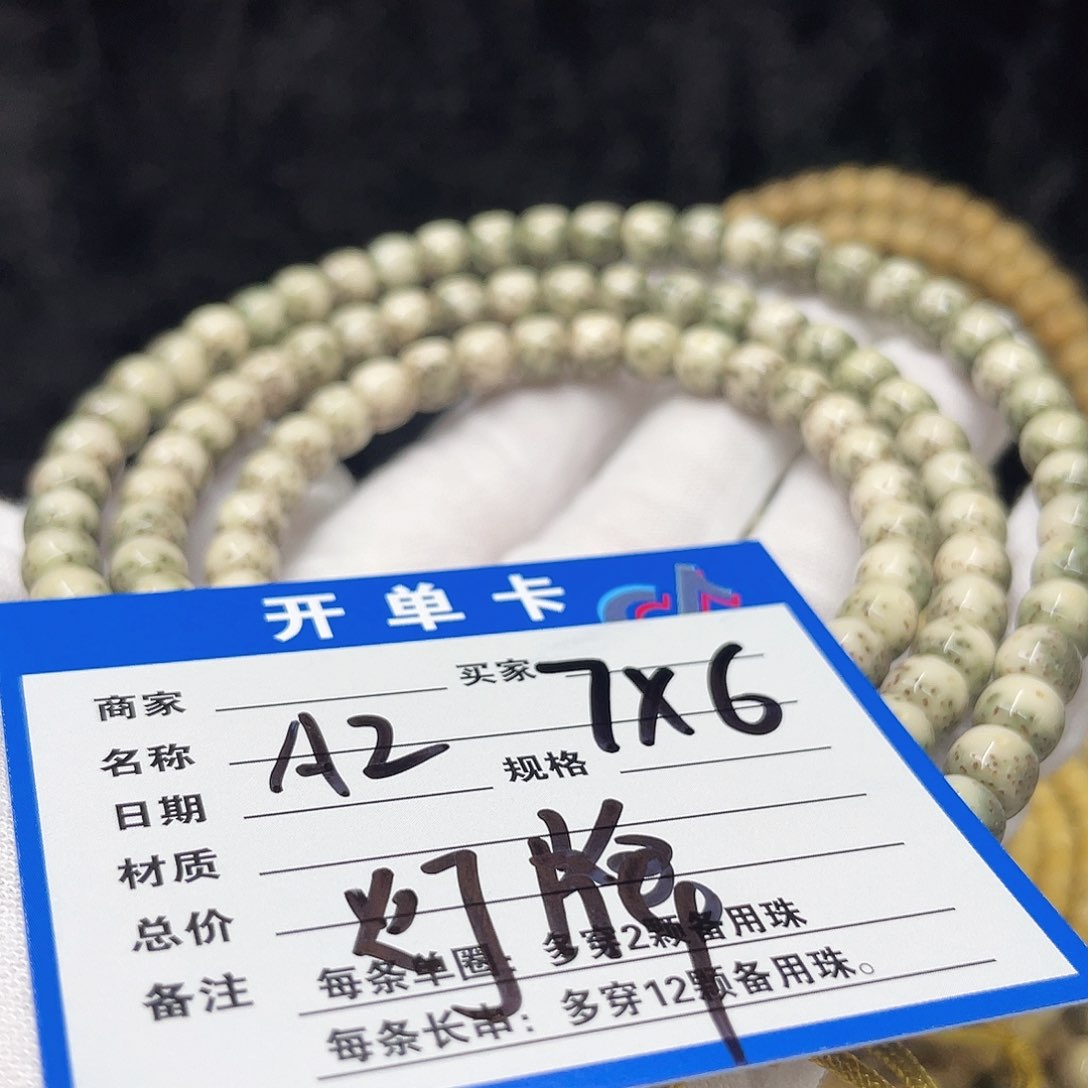 开单卡
商家 买家
7X6
名称 A2
规格
日期
材质
总价 灯牌
备注 每条单圈：多穿2颗备用珠
每条长串：多穿12颗备用珠。